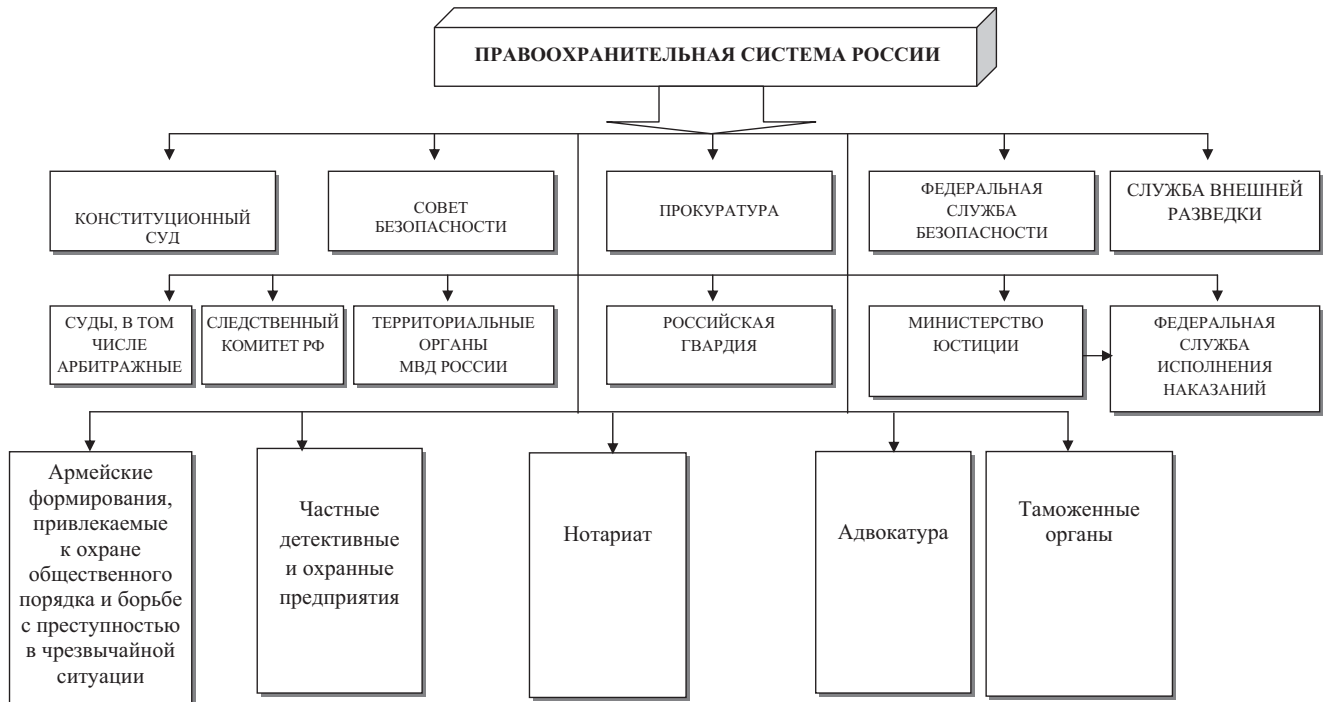 ПРАВООХРАНИТЕЛЬНАЯ СИСТЕМА РОССИИ
КОНСТИТУЦИОННЫЙ
СУД
СОВЕТ
БЕЗОПАСНОСТИ
ПРОКУРАТУРА
ФЕДЕРАЛЬНАЯ
СЛУЖБА
БЕЗОПАСНОСТИ
СЛУЖБА ВНЕШНЕЙ
РАЗВЕДКИ
СУДЫ, В ТОМ
ЧИСЛЕ
АРБИТРАЖНЫЕ
СЛЕДСТВЕННЫЙ
КОМИТЕТ РФ
ТЕРРИТОРИАЛЬНЫЕ
ОРГАНЫ
МВД РОССИИ
РОССИЙСКАЯ
ГВАРДИЯ
МИНИСТЕРСТВО
ЮСТИЦИИ
ФЕДЕРАЛЬНАЯ
СЛУЖБА
ИСПОЛНЕНИЯ
НАКАЗАНИЙ
Армейские
формирования,
привлекаемые
к охране
общественного
порядка и борьбе
с преступностью
в чрезвычайной
ситуации
Частные
детективные
и охранные
предприятия
Нотариат
Адвокатура
Таможенные
органы